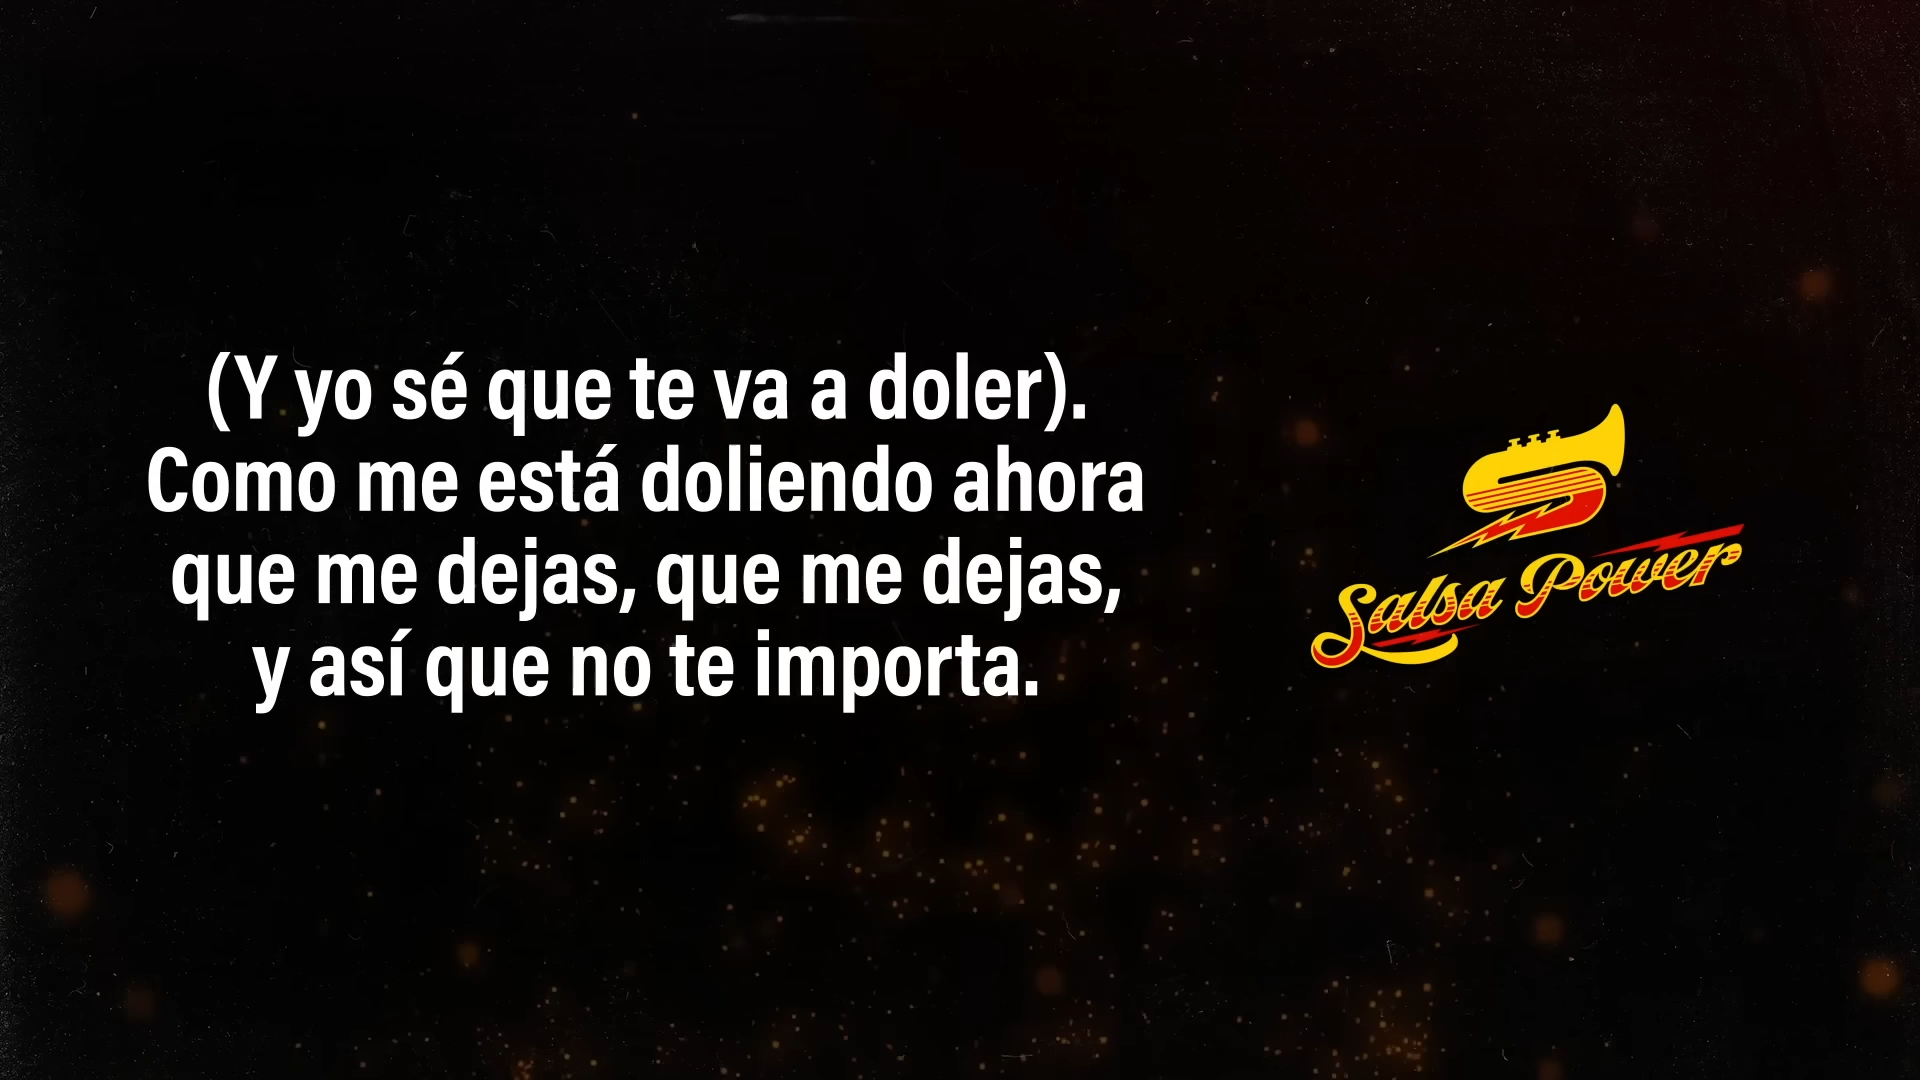 (Y yo sé que te va a doler).
Como me está doliendo ahora
que me dejas, que me dejas,
y así que no te importa.
Salsa Power